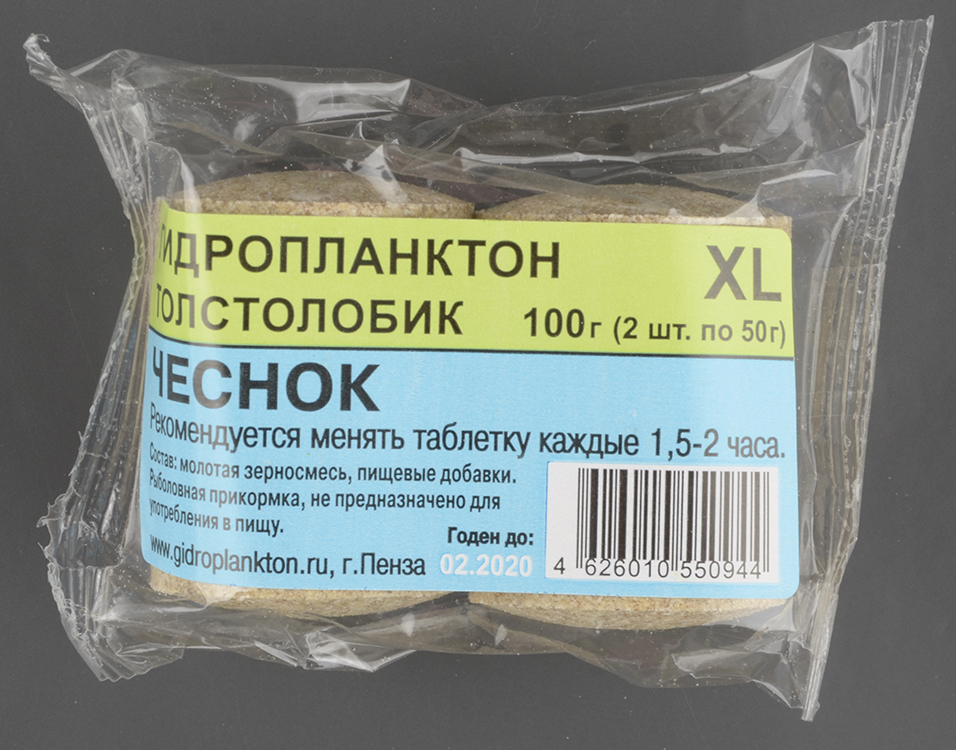 ГИДРОПЛАНКТОН
XL
ТОЛСТОЛОБИК 100г (2 шт. по 50г)
ЧЕСНОК
Рекомендуется менять таблетку каждые 1,5-2 часа.
Состав: молотая зерносмесь, пищевые добавки.
Рыболовная прикормка, не предназначено для
употребления в пищу.
Годен до:
www.gidroplankton.ru, г.Пенза 02.2020
4 626010 550944